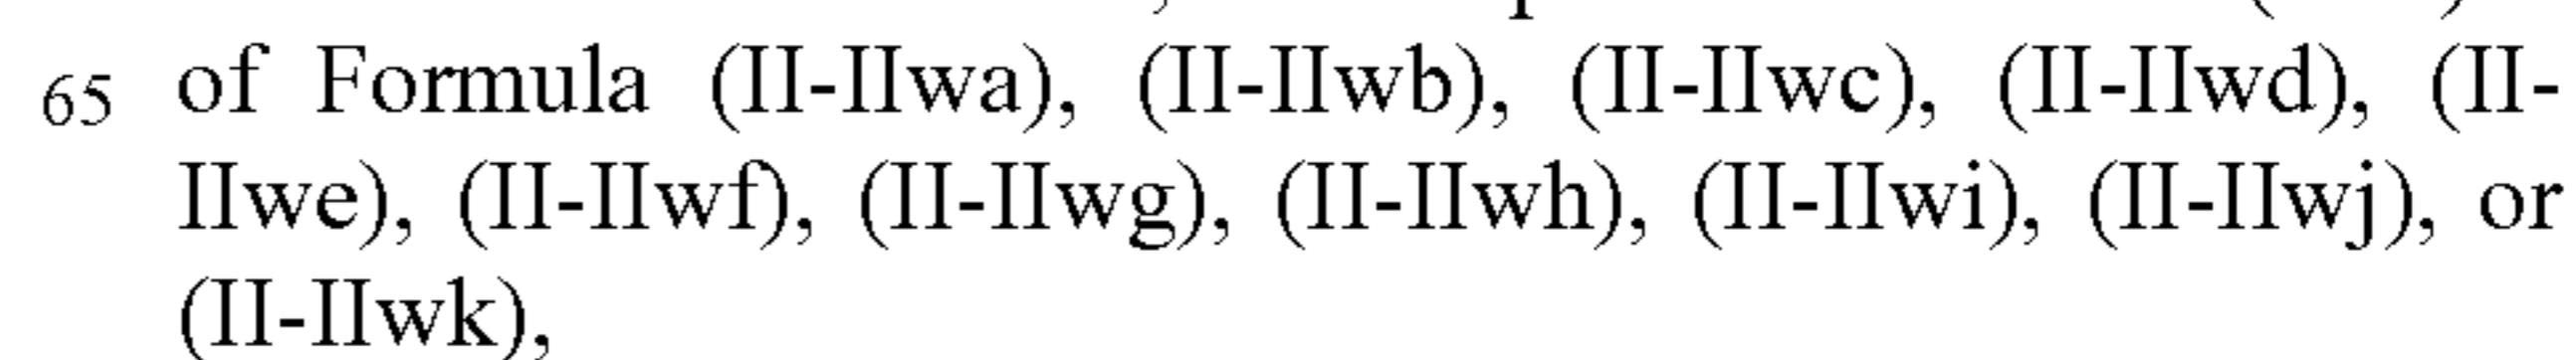 65 of Formula (II-IIwa), (II-IIwb), (II-IIwc), (II-IIwd), (II-
IIwe), (II-IIwf), (II-IIwg), (II-IIwh), (II-IIwi), (II-IIwj), or
(II-IIwk),